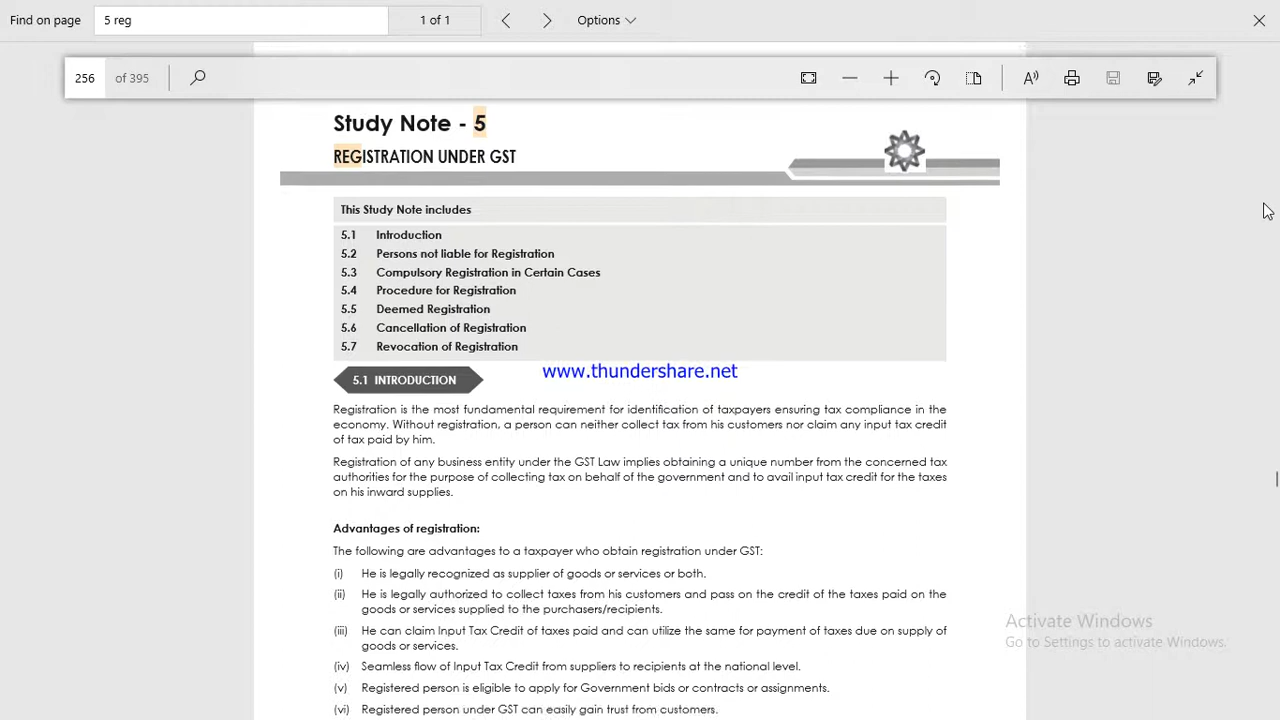 Find on page 5 reg 1 of 1 Options
256 of 395
Study Note - 5
REGISTRATION UNDER GST
This Study Note includes
5.1 Introduction
5.2 Persons not liable for Registration
5.3 Compulsory Registration in Certain Cases
5.4 Procedure for Registration
5.5 Deemed Registration
5.6 Cancellation of Registration
5.7 Revocation of Registration
www.thundershare.net
5.1 INTRODUCTION
Registration is the most fundamental requirement for identification of taxpayers ensuring tax compliance in the
economy. Without registration, a person can neither collect tax from his customers nor claim any input tax credit
of tax paid by him.
Registration of any business entity under the GST Law implies obtaining a unique number from the concerned tax
authorities for the purpose of collecting tax on behalf of the government and to avail input tax credit for the taxes
on his inward supplies.
Advantages of registration:
The following are advantages to a taxpayer who obtain registration under GST:
(i) He is legally recognized as supplier of goods or services or both.
(ii) He is legally authorized to collect taxes from his customers and pass on the credit of the taxes paid on the
goods or services supplied to the purchasers/recipients.
(iii) He can claim Input Tax Credit of taxes paid and can utilize the same for payment of taxes due on supply of
goods or services.
(iv) Seamless flow of Input Tax Credit from suppliers to recipients at the national level.
(v) Registered person is eligible to apply for Government bids or contracts or assignments.
(vi) Registered person under GST can easily gain trust from customers.
Activate Windows
Go to Settings to activate Windows.